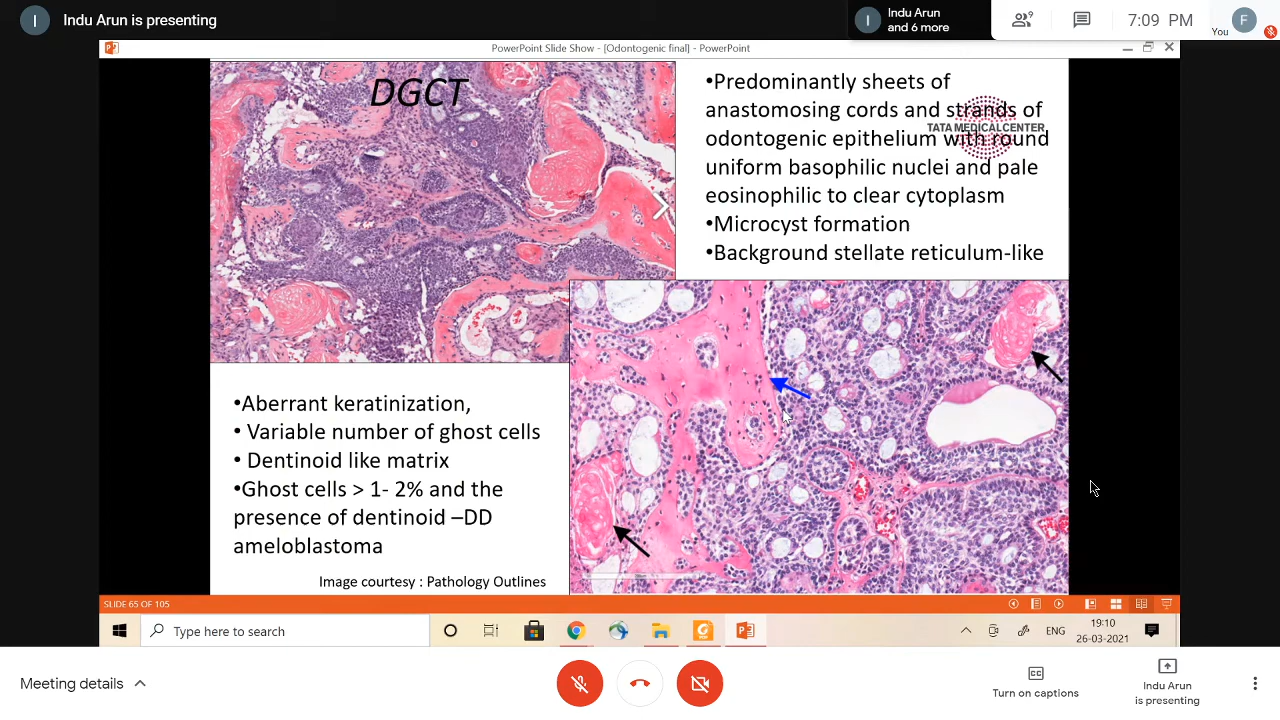 I Indu Arun is presenting
I Indu Arun
and 6 more
9
7:09 PM
You
F
PowerPoint Slide Show - [Odontogenic final] - PowerPoint
DGCT
•Predominantly sheets of
anastomosing cords and strands of
odontogenic epithelium with round
uniform basophilic nuclei and pale
eosinophilic to clear cytoplasm
•Microcyst formation
•Background stellate reticulum-like
TATA MEDICAL CENTER
•Aberrant keratinization,
• Variable number of ghost cells
• Dentinoid like matrix
•Ghost cells > 1- 2% and the
presence of dentinoid –DD
ameloblastoma
Image courtesy : Pathology Outlines
SLIDE 65 OF 105
Type here to search
ENG
19:10
26-03-2021
Meeting details
CC
Turn on captions
Indu Arun
is presenting